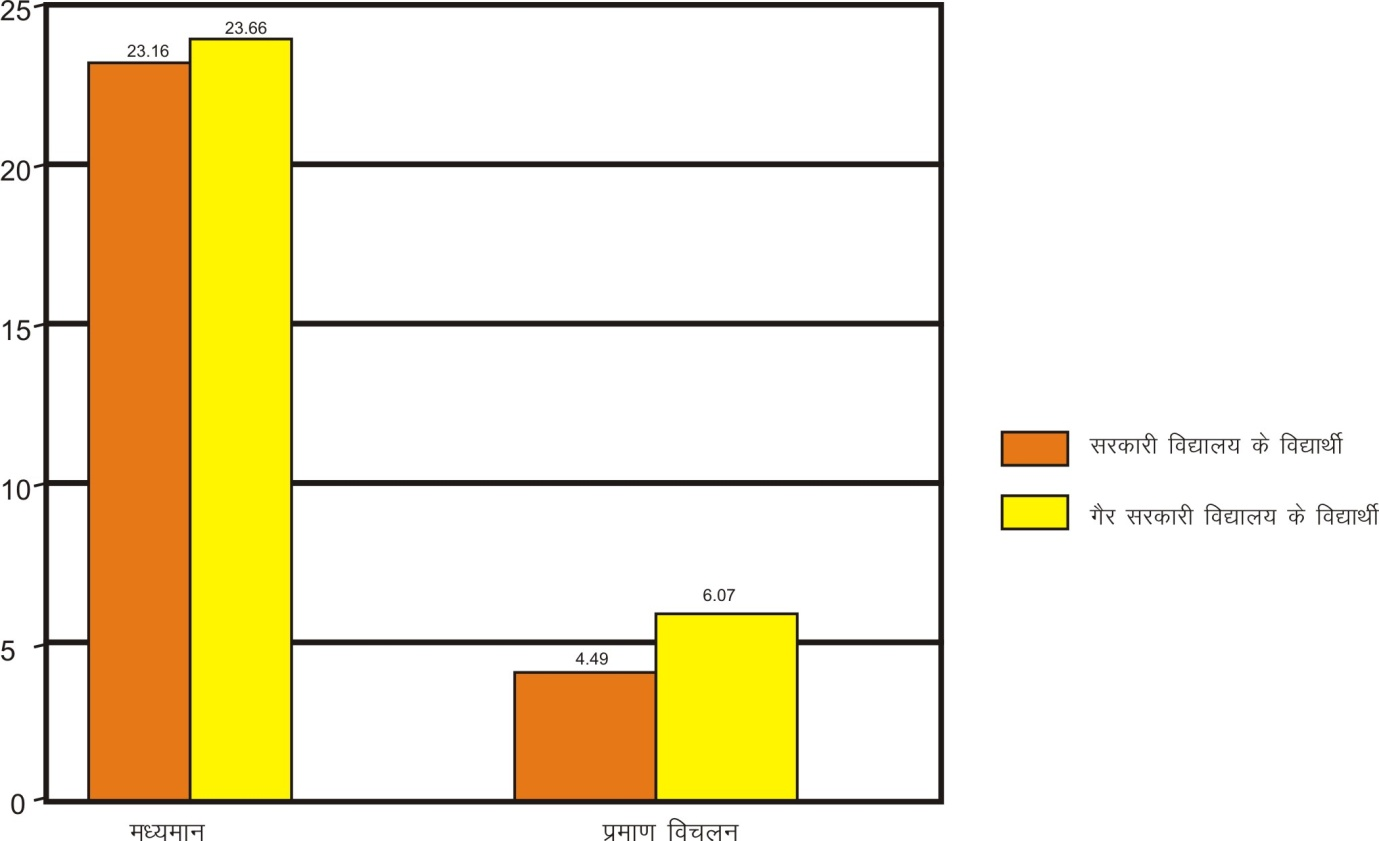 25
20
15
10
5
0
23.16
23.66
4.49
6.07
मध्यमान
प्रमाण विचलन
सरकारी विद्यालय के विद्यार्थी
गैर सरकारी विद्यालय के विद्यार्थी